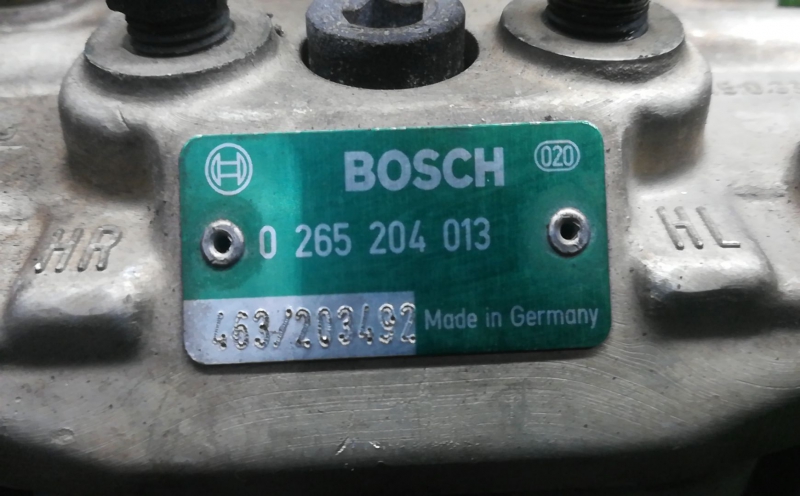 BOSCH
020
0 265 204 013
HR
HL
463/203492
Made in Germany